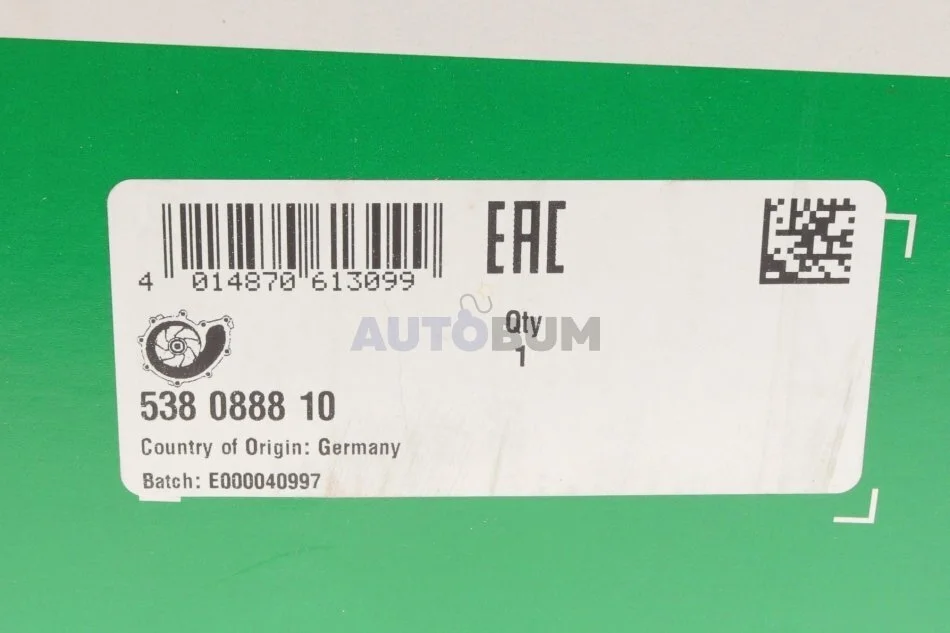 4 014870 613099
EAC
AUTOBUM
Qty
1
538 0888 10
Country of Origin: Germany
Batch: E000040997